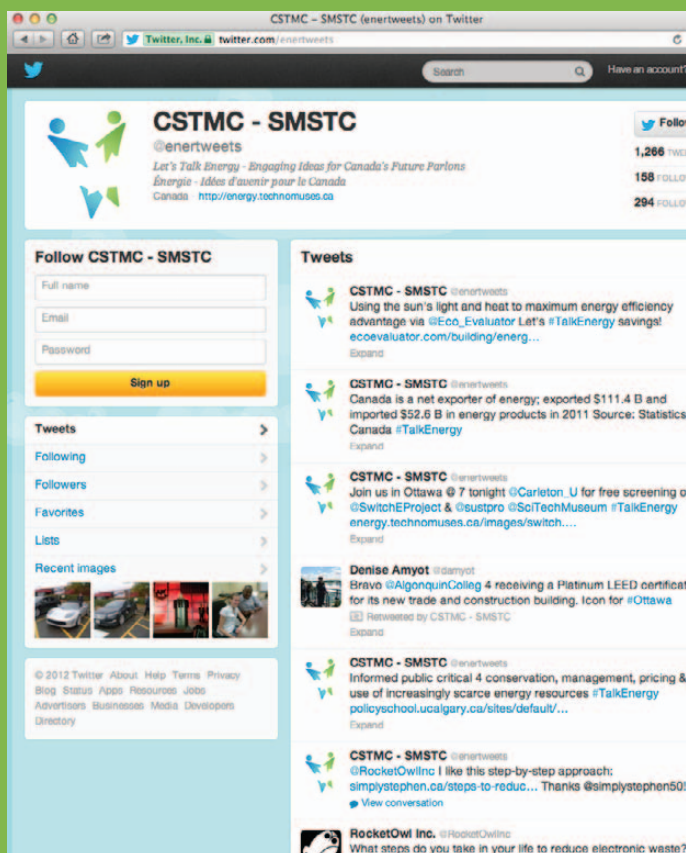 CSTMC – SMSTC (enertweets) on Twitter
Twitter, Inc. twitter.com/enertweets
Search
Have an account?
CSTMC - SMSTC
@enertweets
Let's Talk Energy - Engaging Ideas for Canada's Future Parlons
Énergie - Idées d'avenir pour le Canada
Canada · http://energy.technomuses.ca
1,266
158
294
Follow CSTMC - SMSTC
Full name
Email
Password
Sign up
Tweets
Following
Followers
Favorites
Lists
Recent images
© 2012 Twitter About Help Terms Privacy
Blog Status Apps Resources Jobs
Advertisers Businesses Media Developers
Directory
Tweets
CSTMC - SMSTC @enertweets
Using the sun's light and heat to maximum energy efficiency
advantage via @Eco_Evaluator Let's #TalkEnergy savings!
ecoevaluator.com/building/energ...
Expand
CSTMC - SMSTC @enertweets
Canada is a net exporter of energy; exported $111.4 B and
imported $52.6 B in energy products in 2011 Source: Statistics
Canada #TalkEnergy
Expand
CSTMC - SMSTC @enertweets
Join us in Ottawa @ 7 tonight @Carleton_U for free screening
@SwitchEProject & @sustpro @SciTechMuseum #TalkEnergy
energy.technomuses.ca/images/switch....
Expand
Denise Amyot @damyot
Bravo @AlgonquinColleg 4 receiving a Platinum LEED
for its new trade and construction building. Icon for #Ottawa
Retweeted by CSTMC - SMSTC
Expand
CSTMC - SMSTC @enertweets
Informed public critical 4 conservation, management, pricing &
use of increasingly scarce energy resources #TalkEnergy
policyschool.ucalgary.ca/sites/default/...
Expand
CSTMC - SMSTC @enertweets
@RocketOwlInc I like this step-by-step approach:
simplystephen.ca/steps-to-reduc... Thanks @simplystephen50!
View conversation
RocketOwl Inc. @RocketOwlInc
What steps do you take in your life to reduce electronic waste?